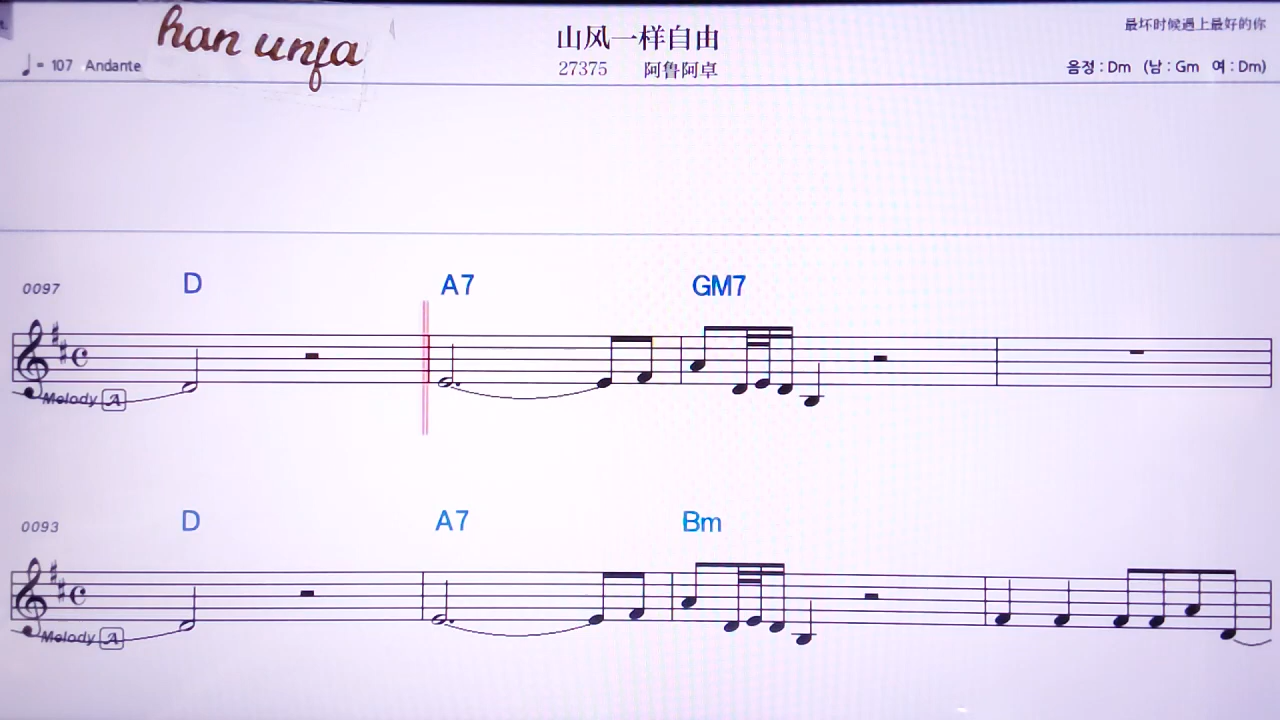 han unfa
山风一样自由
最坏时候遇上最好的你
♩= 107 Andante
27375 阿鲁阿卓
음정 : Dm (남 : Gm 여 : Dm)
0097 D A7 GM7
Melody A
0093 D A7 Bm
Melody A